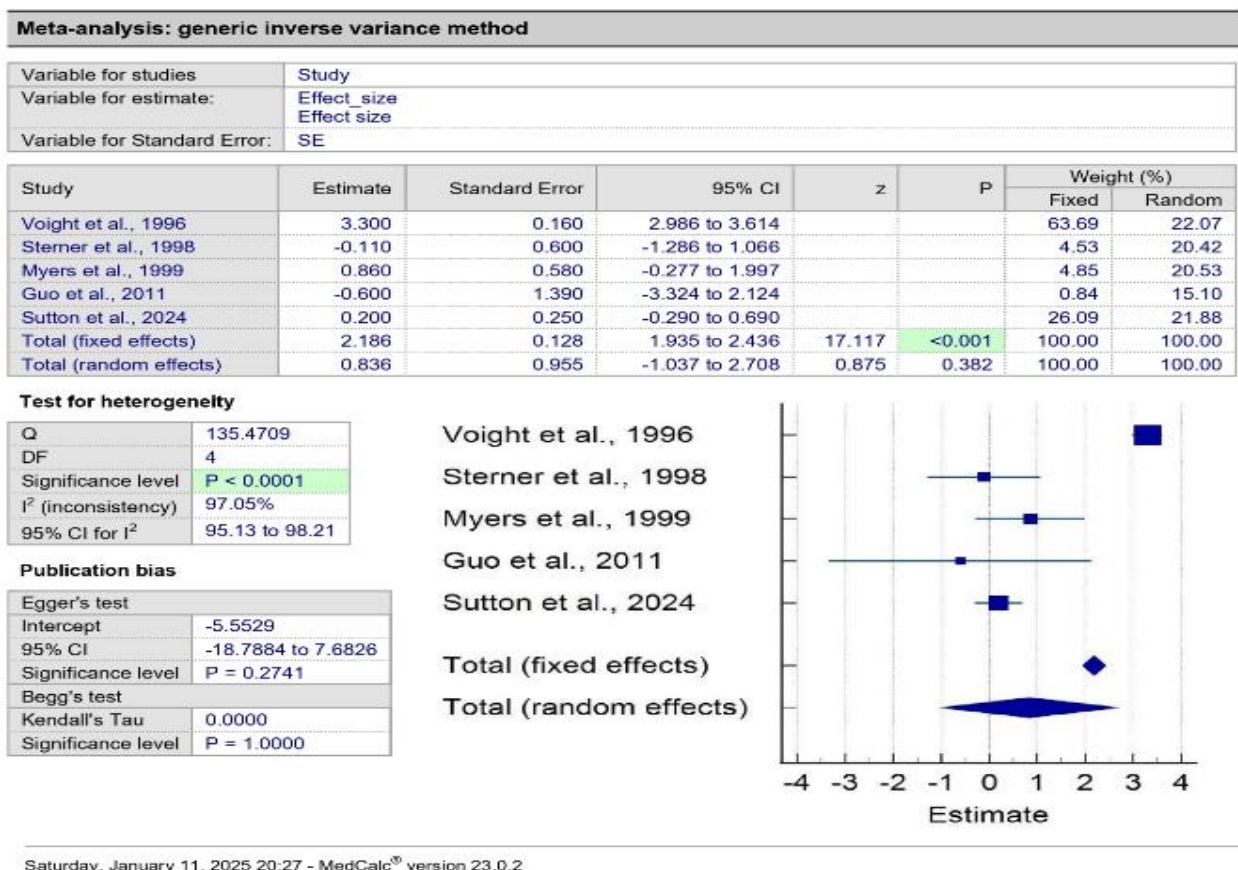 Meta-analysis: generic inverse variance method
Variable for studies Study
Variable for estimate: Effect_size
Effect size
Variable for Standard Error: SE
Study Estimate Standard Error 95% CI z P Weight (%)
Fixed Random
Voight et al., 1996 3.300 0.160 2.986 to 3.614 63.69 22.07
Sterner et al., 1998 -0.110 0.600 -1.286 to 1.066 4.53 20.42
Myers et al., 1999 0.860 0.580 -0.277 to 1.997 4.85 20.53
Guo et al., 2011 -0.600 1.390 -3.324 to 2.124 0.84 15.10
Sutton et al., 2024 0.200 0.250 -0.290 to 0.690 26.09 21.88
Total (fixed effects) 2.186 0.128 1.935 to 2.436 17.117 <0.001 100.00 100.00
Total (random effects) 0.836 0.955 -1.037 to 2.708 0.875 0.382 100.00 100.00
Test for heterogeneity
Q 135.4709
DF 4
Significance level P < 0.0001
I² (inconsistency) 97.05%
95% CI for I² 95.13 to 98.21
Publication bias
Egger's test
Intercept -5.5529
95% CI -18.7884 to 7.6826
Significance level P = 0.2741
Begg's test
Kendall's Tau 0.0000
Significance level P = 1.0000
Voight et al., 1996
Sterner et al., 1998
Myers et al., 1999
Guo et al., 2011
Sutton et al., 2024
Total (fixed effects)
Total (random effects)
-4 -3 -2 -1 0 1 2 3 4
Estimate
Saturday, January 11, 2025 20:27 - MedCalc® version 23.0.2